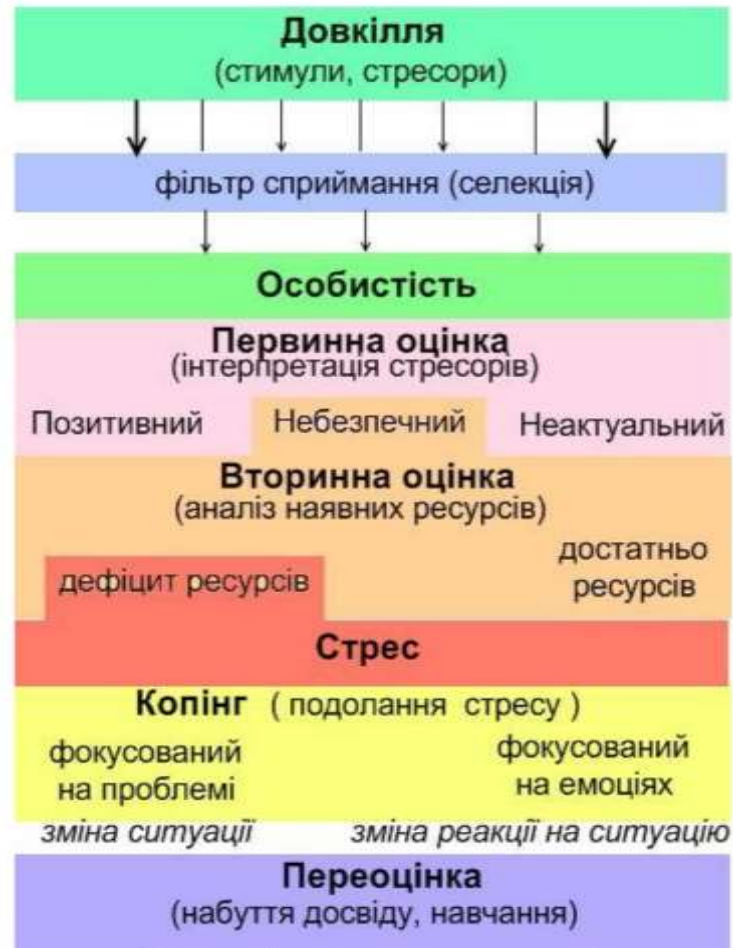 Довкілля
(стимули, стресори)
фільтр сприймання (селекція)
Особистість
Первинна оцінка
(інтерпретація стресорів)
Позитивний Небезпечний Неактуальний
Вторинна оцінка
(аналіз наявних ресурсів)
дефіцит ресурсів
достатньо
ресурсів
Стрес
Копінг ( подолання стресу )
фокусований
на проблемі
фокусований
на емоціях
зміна ситуації зміна реакції на ситуацію
Переоцінка
(набуття досвіду, навчання)